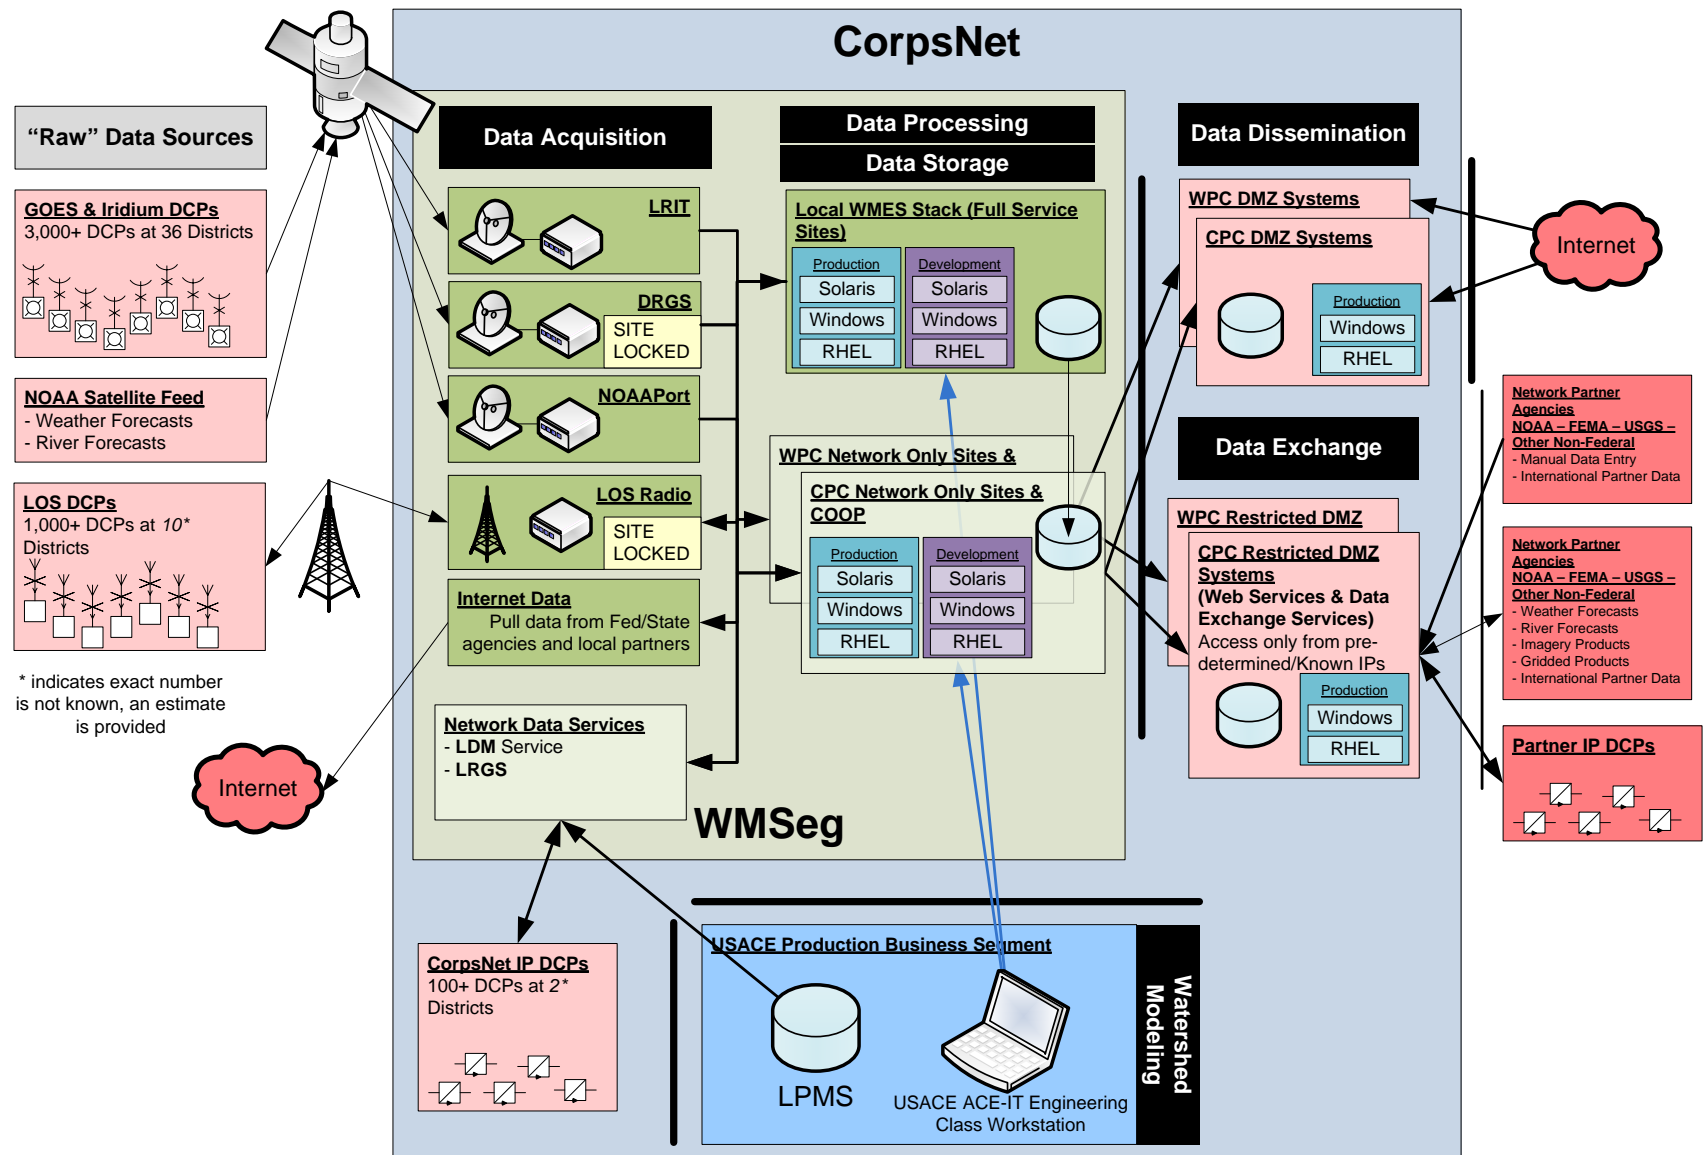 CorpsNet
“Raw” Data Sources
GOES & Iridium DCPs
3,000+ DCPs at 36 Districts
NOAA Satellite Feed
- Weather Forecasts
- River Forecasts
LOS DCPs
1,000+ DCPs at 10*
Districts
* indicates exact number
is not known, an estimate
is provided
Internet
Data Acquisition
LRIT
DRGS
SITE
LOCKED
NOAAPort
LOS Radio
SITE
LOCKED
Internet Data
Pull data from Fed/State
agencies and local partners
Network Data Services
- LDM Service
- LRGS
WMSeg
Data Processing
Data Storage
Local WMES Stack (Full Service
Sites)
Production
Solaris
Windows
RHEL
Development
Solaris
Windows
RHEL
WPC Network Only Sites &
CPC Network Only Sites &
COOP
Production
Solaris
Windows
RHEL
Development
Solaris
Windows
RHEL
Data Dissemination
WPC DMZ Systems
CPC DMZ Systems
Production
Windows
RHEL
Internet
Data Exchange
WPC Restricted DMZ
CPC Restricted DMZ
Systems
(Web Services & Data
Exchange Services)
Access only from pre-
determined/Known IPs
Production
Windows
RHEL
Network Partner
Agencies
NOAA – FEMA – USGS –
Other Non-Federal
- Manual Data Entry
- International Partner Data
Network Partner
Agencies
NOAA – FEMA – USGS –
Other Non-Federal
- Weather Forecasts
- River Forecasts
- Imagery Products
- Gridded Products
- International Partner Data
Partner IP DCPs
CorpsNet IP DCPs
100+ DCPs at 2*
Districts
USACE Production Business Segment
LPMS
USACE ACE-IT Engineering
Class Workstation
Watershed
Modeling